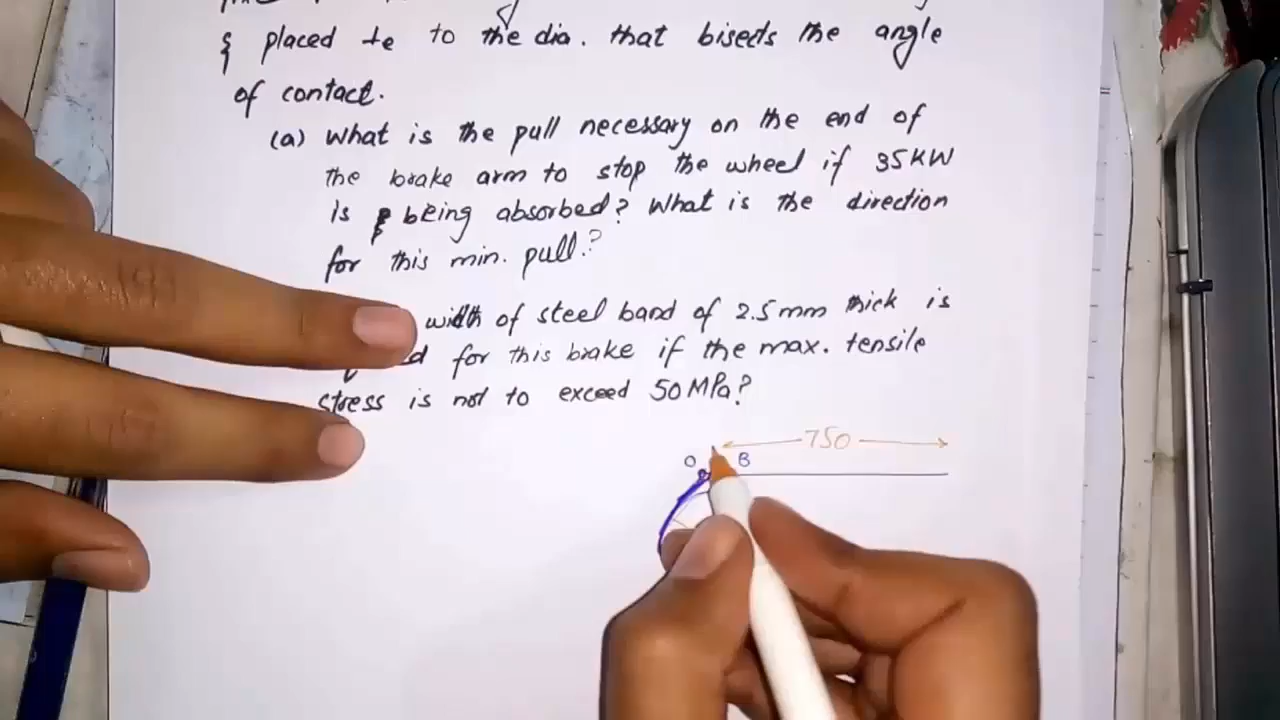 & placed te to the dia. that bisects the angle
of contact.
(a) What is the pull necessary on the end of
the brake arm to stop the wheel if 35KW
is being absorbed? What is the direction
for this min. pull?
width of steel band of 2.5mm thick is
for this brake if the max. tensile
stress is not to exceed 50MPa?
750
O B